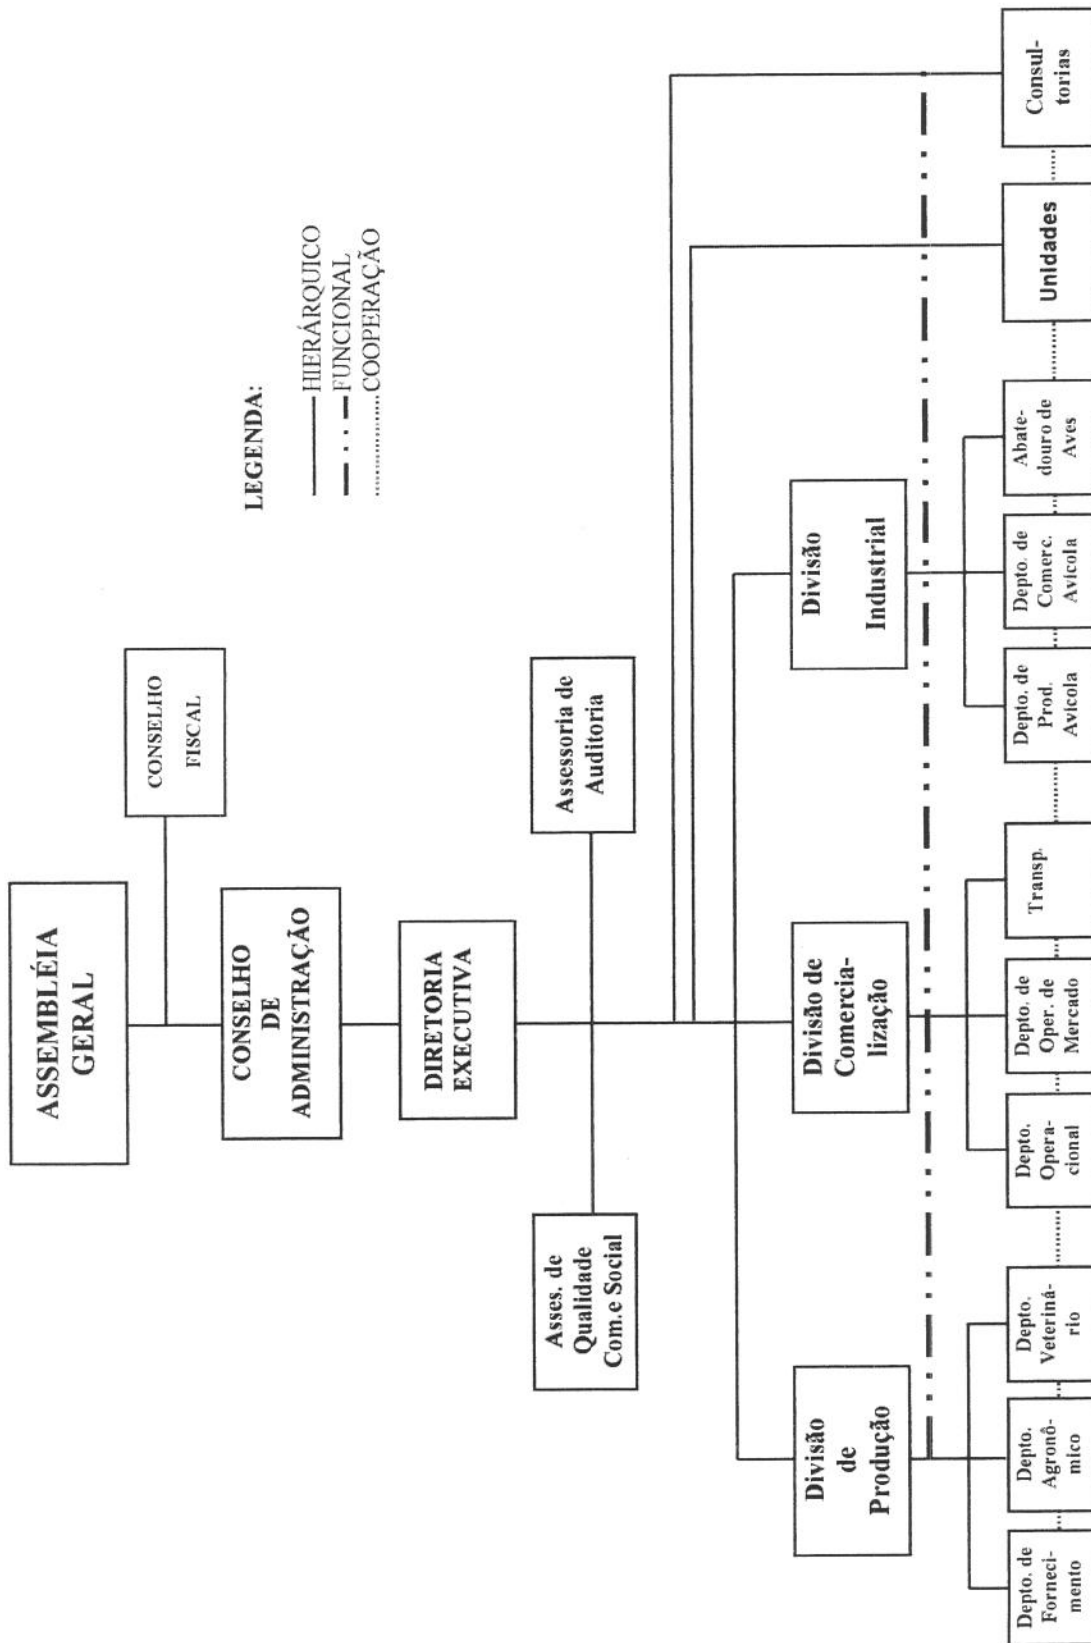 ASSEMBLÉIA
GERAL
CONSELHO
FISCAL
CONSELHO
DE
ADMINISTRAÇÃO
DIRETORIA
EXECUTIVA
LEGENDA:
HIERÁRQUICO
FUNCIONAL
COOPERAÇÃO
Asses. de
Qualidade
Com.e Social
Assessoria de
Auditoria
Divisão
de
Produção
Divisão de
Comercia-
lização
Divisão
Industrial
Depto. de
Forneci-
mento
Depto.
Agronô-
mico
Depto.
Veteriná-
rio
Depto.
Opera-
cional
Depto. de
Oper. de
Mercado
Transp.
Depto. de
Prod.
Avícola
Depto. de
Comerc.
Avícola
Abate-
douro de
Aves
Unidades
Consul-
torias